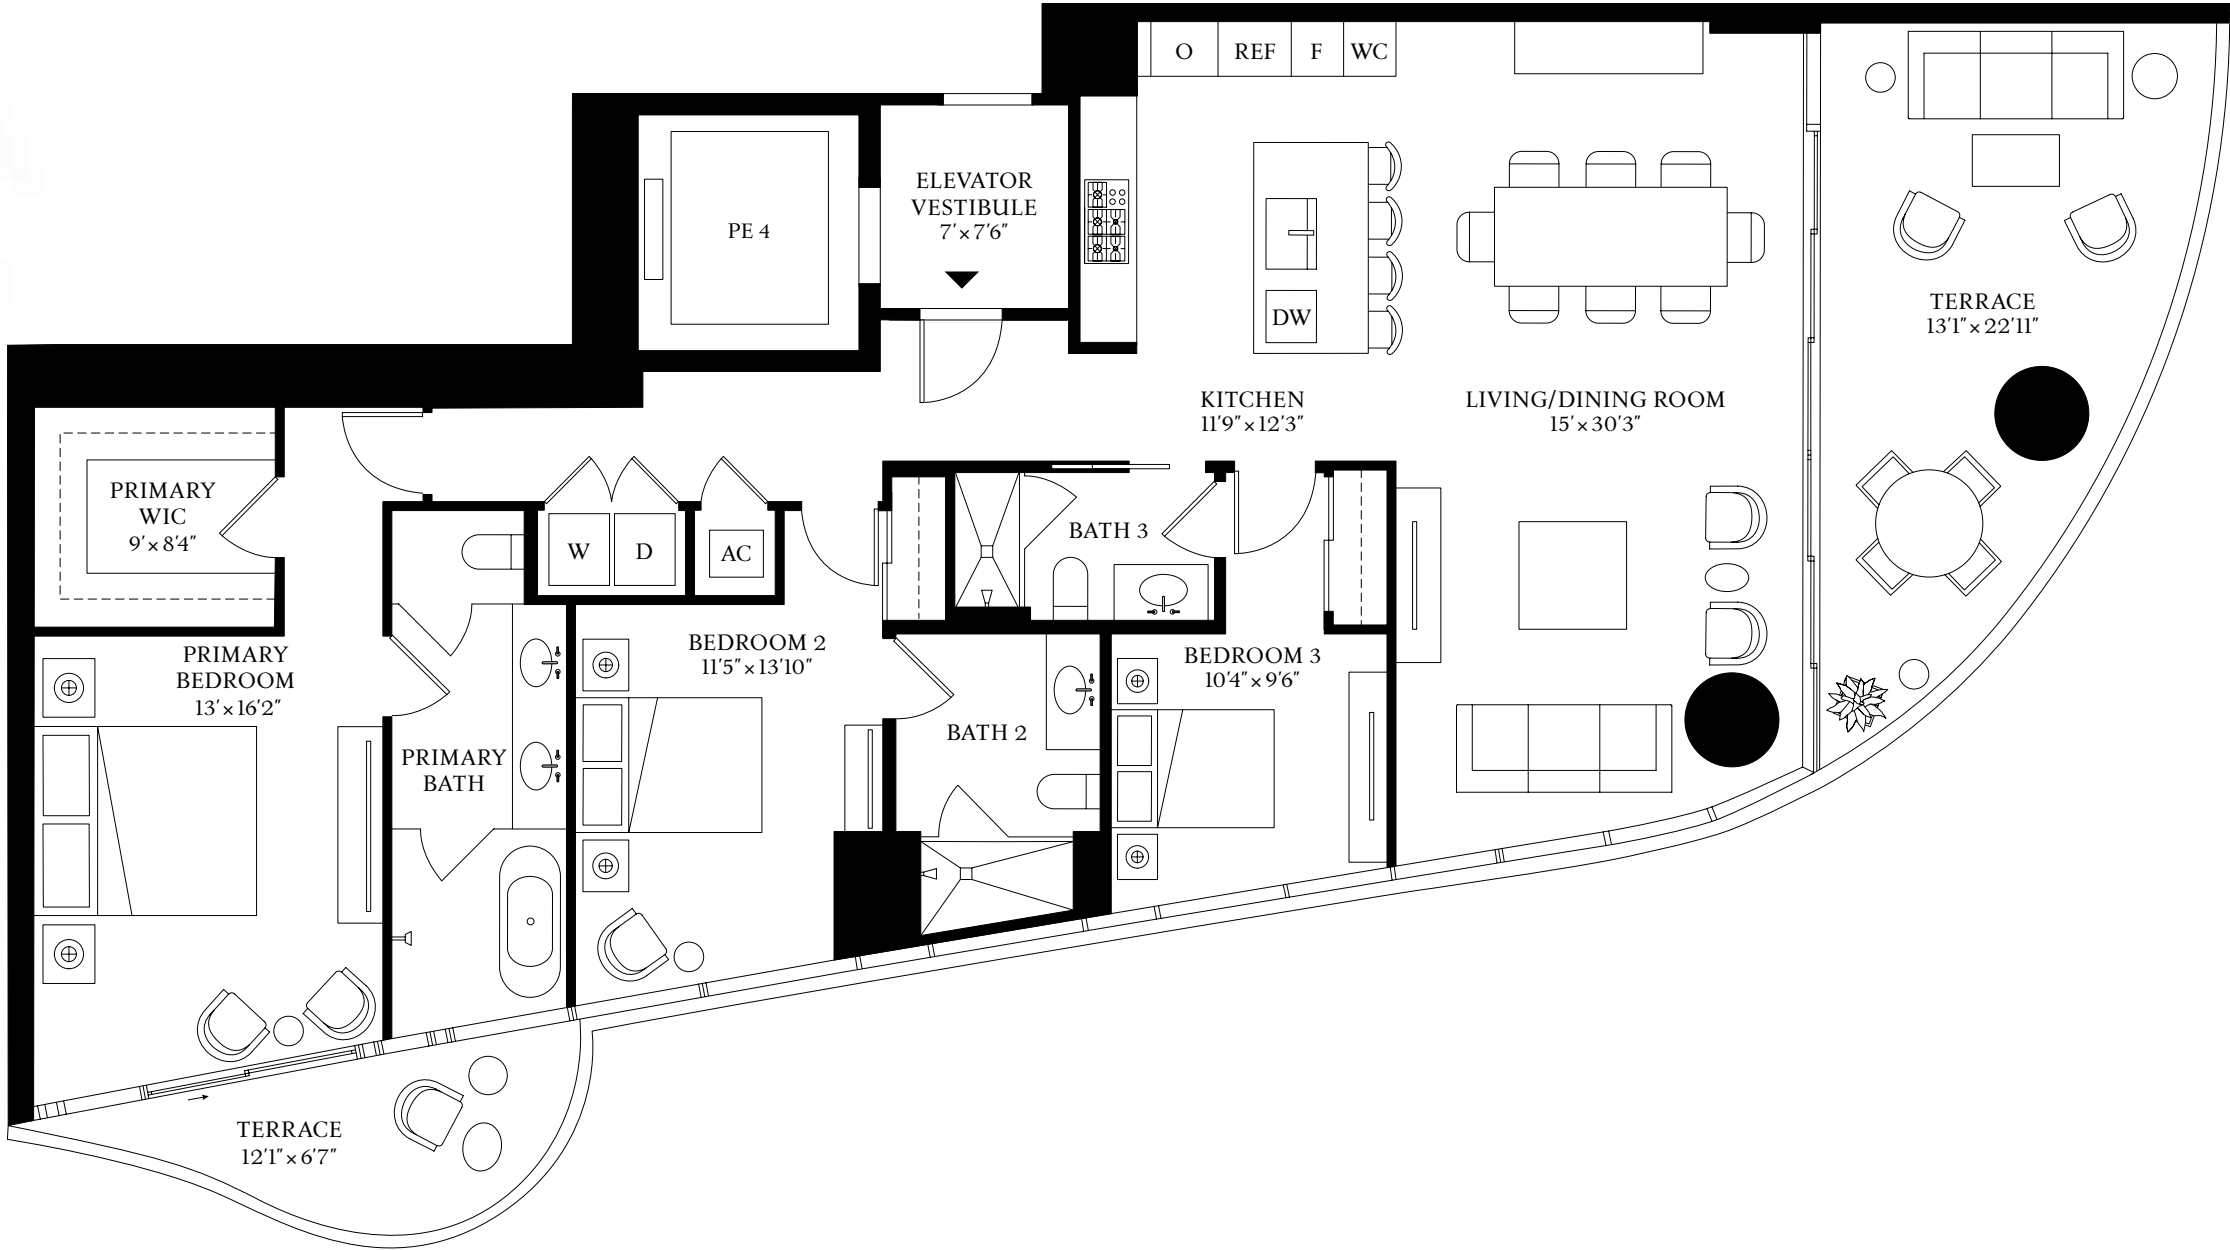 O REF F WC
ELEVATOR
VESTIBULE
7'×7'6"
PE 4
DW
TERRACE
13'1"×22'11"
KITCHEN
11'9"×12'3"
LIVING/DINING ROOM
15'×30'3"
PRIMARY
WIC
9'×8'4"
W D AC
BATH 3
PRIMARY
BEDROOM
13'×16'2"
BEDROOM 2
11'5"×13'10"
BEDROOM 3
10'4"×9'6"
BATH 2
PRIMARY
BATH
TERRACE
12'1"×6'7"